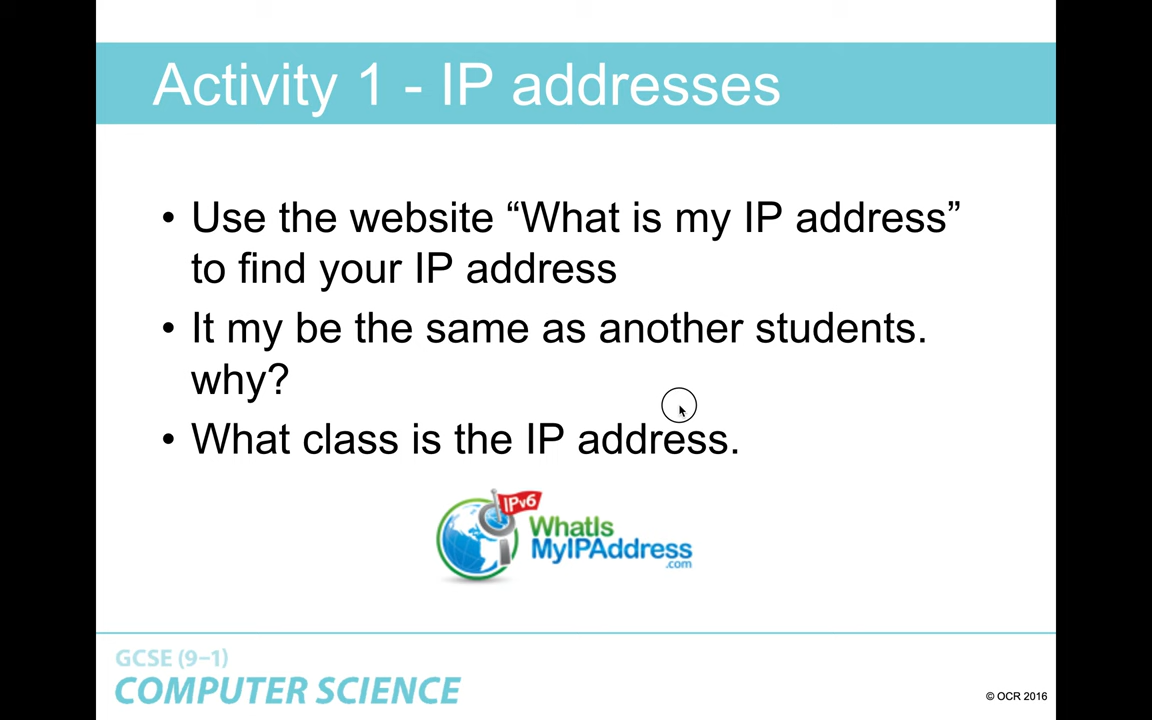 Activity 1 - IP addresses
• Use the website “What is my IP address”
to find your IP address
• It my be the same as another students.
why?
• What class is the IP address.
IPv6
WhatIs
MyIPAddress
.com
GCSE (9–1)
COMPUTER SCIENCE
© OCR 2016